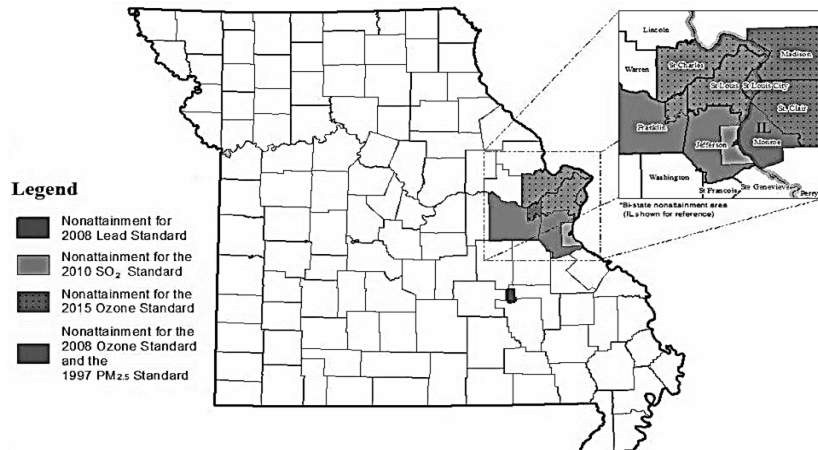 Lincoln
Madison
Warren
St Charles
St Louis
St Louis City
St. Clair
Franklin
IL
Jefferson
Monroe
Washington
St Francois
Ste Genevieve
Perry
*Bi-state nonattainment area
(IL shown for reference)
Legend
Nonattainment for
2008 Lead Standard
Nonattainment for the
2010 SO₂ Standard
Nonattainment for the
2015 Ozone Standard
Nonattainment for the
2008 Ozone Standard
and the
1997 PM₂.₅ Standard